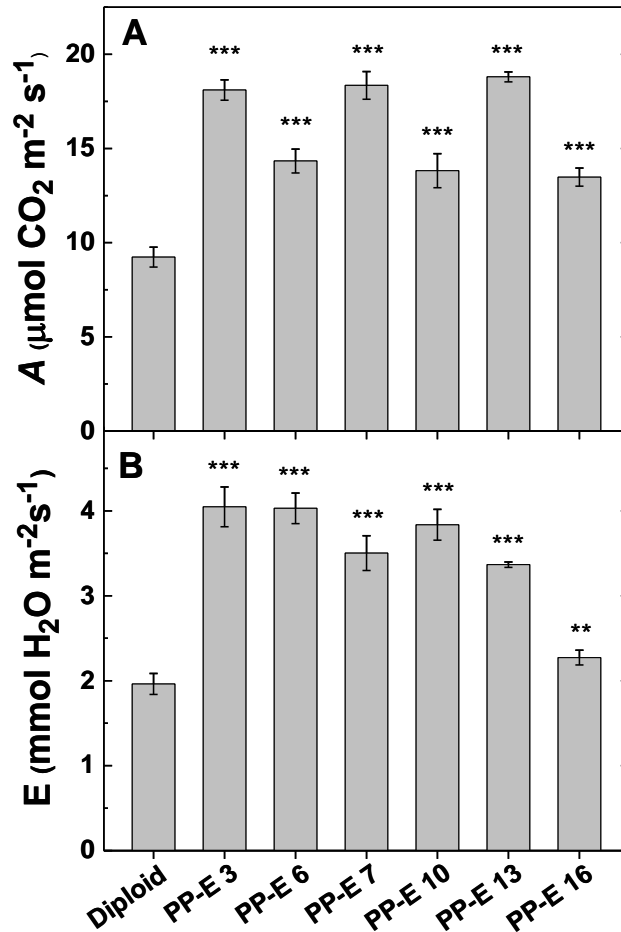 A
***
***
***
***
***
***
20
15
10
5
0
A (μmol CO₂ m⁻² s⁻¹)
B
***
***
***
***
***
**
4
3
2
1
0
E (mmol H₂O m⁻²s⁻¹)
Diploid
PP-E 3
PP-E 6
PP-E 7
PP-E 10
PP-E 13
PP-E 16